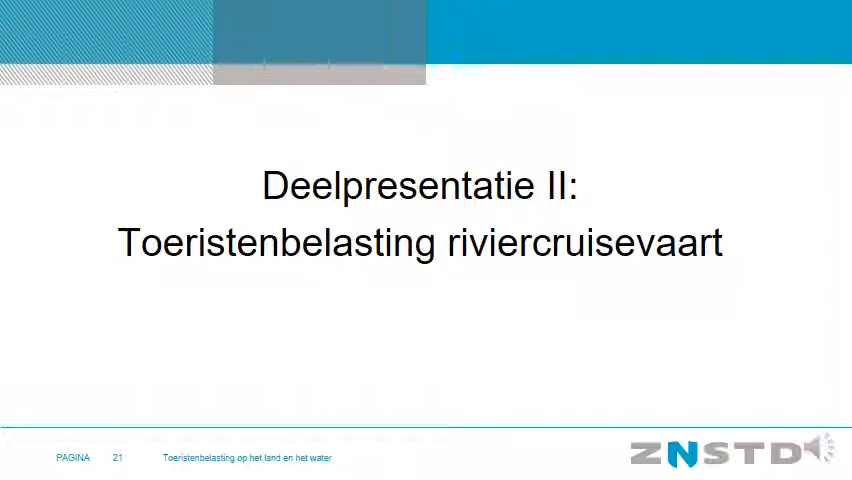 Deelpresentatie II:
Toeristenbelasting riviercruisevaart
PAGINA 21 Toeristenbelasting op het land en het water
ZNSTD